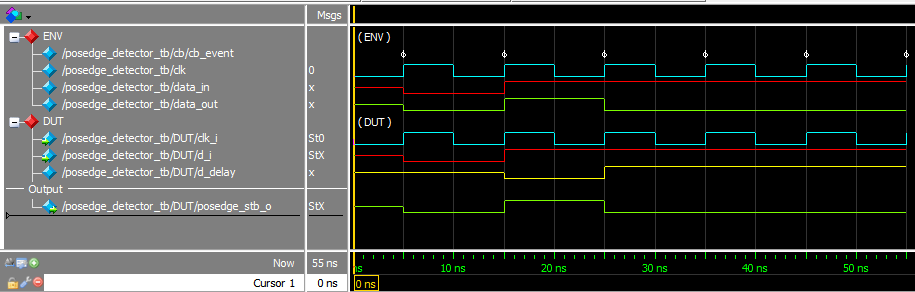 Msgs
ENV
(ENV)
/posedge_detector_tb/cb/cb_event
/posedge_detector_tb/clk 0
/posedge_detector_tb/data_in x
/posedge_detector_tb/data_out x
DUT
(DUT)
/posedge_detector_tb/DUT/clk_i St0
/posedge_detector_tb/DUT/d_i StX
/posedge_detector_tb/DUT/d_delay x
Output
/posedge_detector_tb/DUT/posedge_stb_o StX
Now 55 ns ns 10 ns 20 ns 30 ns 40 ns 50 ns
Cursor 1 0 ns 0 ns